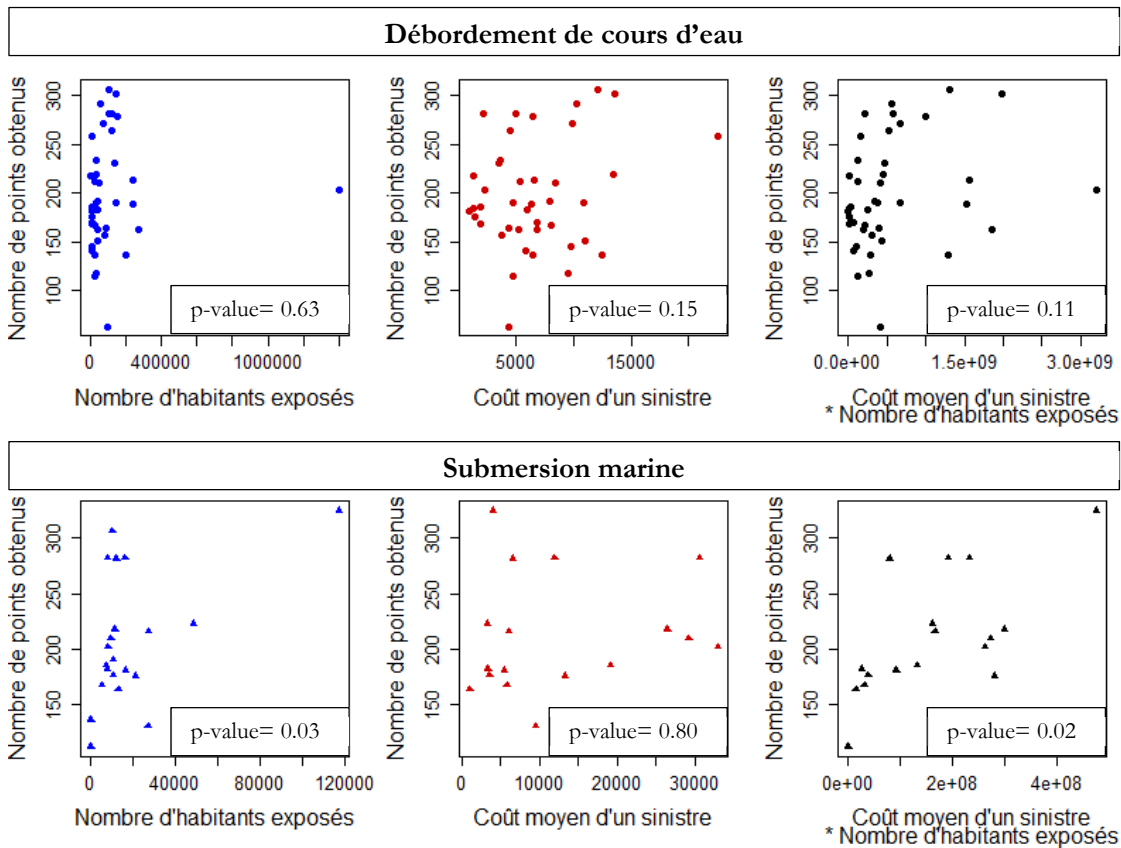 Débordement de cours d’eau
Nombre de points obtenus
300
250
200
150
100
p-value= 0.63
0
400000
1000000
Nombre d'habitants exposés
Nombre de points obtenus
300
250
200
150
100
p-value= 0.15
5000
15000
Coût moyen d'un sinistre
Nombre de points obtenus
300
250
200
150
100
p-value= 0.11
0.0e+00
1.5e+09
3.0e+09
Coût moyen d'un sinistre
* Nombre d'habitants exposés
Submersion marine
Nombre de points obtenus
300
250
200
150
p-value= 0.03
0
40000
80000
120000
Nombre d'habitants exposés
Nombre de points obtenus
300
250
200
150
p-value= 0.80
0
10000
20000
30000
Coût moyen d'un sinistre
Nombre de points obtenus
300
250
200
150
p-value= 0.02
0e+00
2e+08
4e+08
Coût moyen d'un sinistre
* Nombre d'habitants exposés